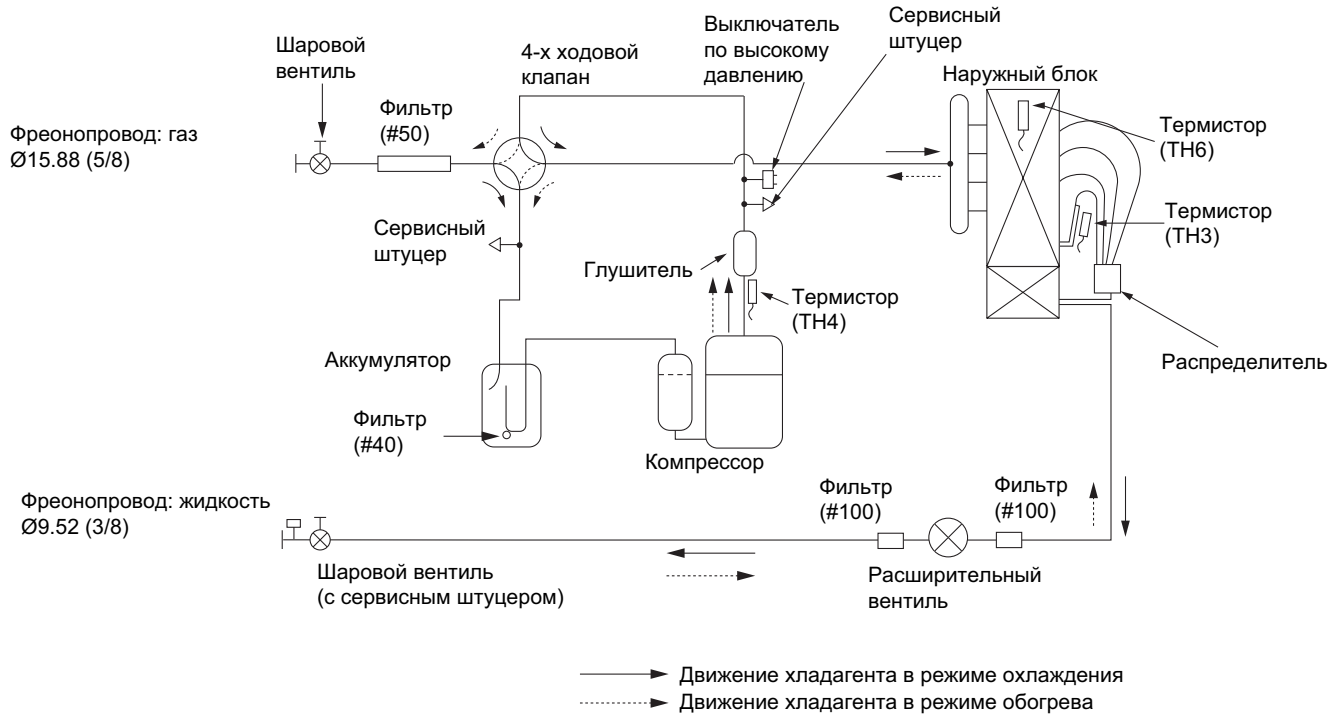 Шаровой
вентиль
4-х ходовой
клапан
Выключатель
по высокому
давлению
Сервисный
штуцер
Наружный блок
Фильтр
(#50)
Фреонопровод: газ
Ø15.88 (5/8)
Термистор
(TH6)
Термистор
(TH3)
Сервисный
штуцер
Глушитель
Термистор
(TH4)
Аккумулятор
Распределитель
Фильтр
(#40)
Компрессор
Фреонопровод: жидкость
Ø9.52 (3/8)
Фильтр
(#100)
Фильтр
(#100)
Шаровой вентиль
(с сервисным штуцером)
Расширительный
вентиль
Движение хладагента в режиме охлаждения
Движение хладагента в режиме обогрева